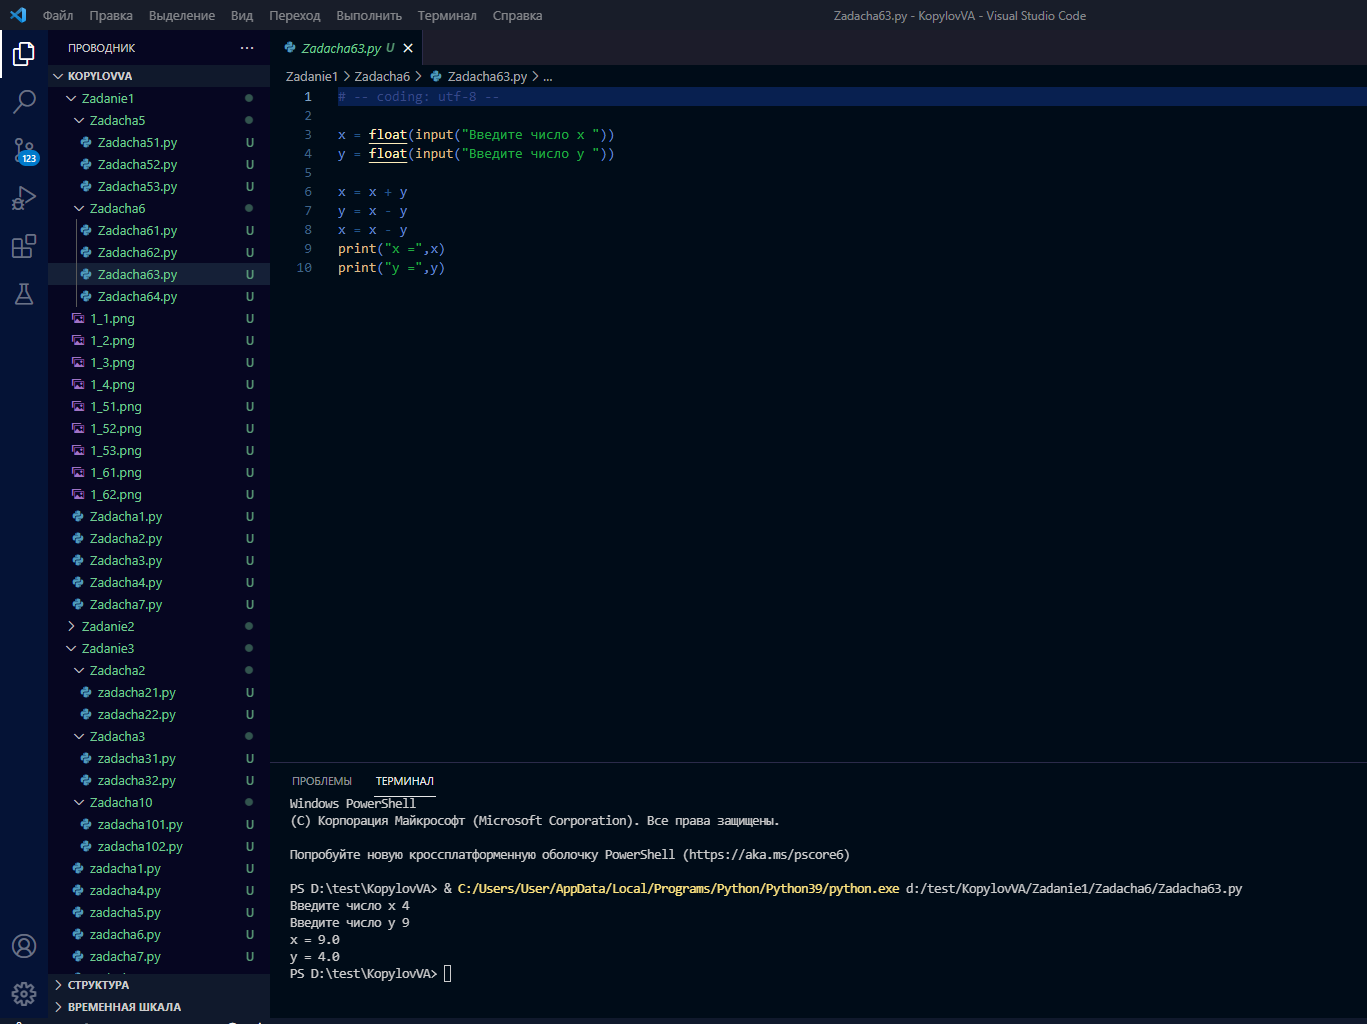 Файл Правка Выделение Вид Переход Выполнить Терминал Справка Zadacha63.py - KopylovVA - Visual Studio Code
ПРОВОДНИК ···
KOPYLOVVA
Zadanie1
Zadacha5
Zadacha51.py U
Zadacha52.py U
Zadacha53.py U
Zadacha6
Zadacha61.py U
Zadacha62.py U
Zadacha63.py U
Zadacha64.py U
1_1.png U
1_2.png U
1_3.png U
1_4.png U
1_51.png U
1_52.png U
1_53.png U
1_61.png U
1_62.png U
Zadacha1.py U
Zadacha2.py U
Zadacha3.py U
Zadacha4.py U
Zadacha7.py U
Zadanie2
Zadanie3
Zadacha2
zadacha21.py U
zadacha22.py U
Zadacha3
zadacha31.py U
zadacha32.py U
Zadacha10
zadacha101.py U
zadacha102.py U
zadacha1.py U
zadacha4.py U
zadacha5.py U
zadacha6.py U
zadacha7.py U
СТРУКТУРА
ВРЕМЕННАЯ ШКАЛА
123
Zadacha63.py U
Zadanie1 > Zadacha6 > Zadacha63.py > ...
1 # -- coding: utf-8 --
2
3 x = float(input("Введите число x "))
4 y = float(input("Введите число y "))
5
6 x = x + y
7 y = x - y
8 x = x - y
9 print("x =",x)
10 print("y =",y)
ПРОБЛЕМЫ ТЕРМИНАЛ
Windows PowerShell
(C) Корпорация Майкрософт (Microsoft Corporation). Все права защищены.
Попробуйте новую кроссплатформенную оболочку PowerShell (https://aka.ms/pscore6)
PS D:\test\KopylovVA> & C:/Users/User/AppData/Local/Programs/Python/Python39/python.exe d:/test/KopylovVA/Zadanie1/Zadacha6/Zadacha63.py
Введите число x 4
Введите число y 9
x = 9.0
y = 4.0
PS D:\test\KopylovVA>